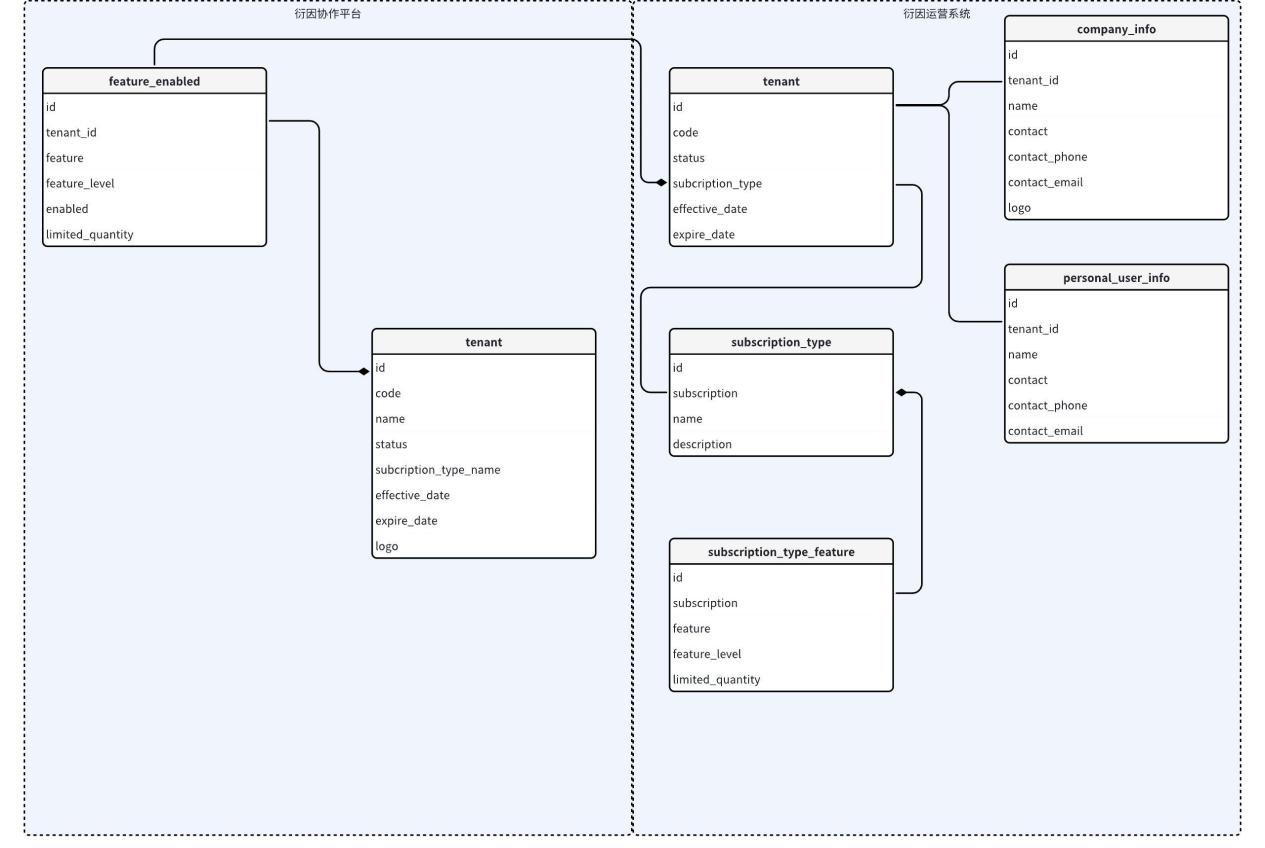 衍因协作平台
feature_enabled
id
tenant_id
feature
feature_level
enabled
limited_quantity
tenant
id
code
name
status
subcription_type_name
effective_date
expire_date
logo
衍因运营系统
tenant
id
code
status
subcription_type
effective_date
expire_date
subscription_type
id
subscription
name
description
subscription_type_feature
id
subscription
feature
feature_level
limited_quantity
company_info
id
tenant_id
name
contact
contact_phone
contact_email
logo
personal_user_info
id
tenant_id
name
contact
contact_phone
contact_email